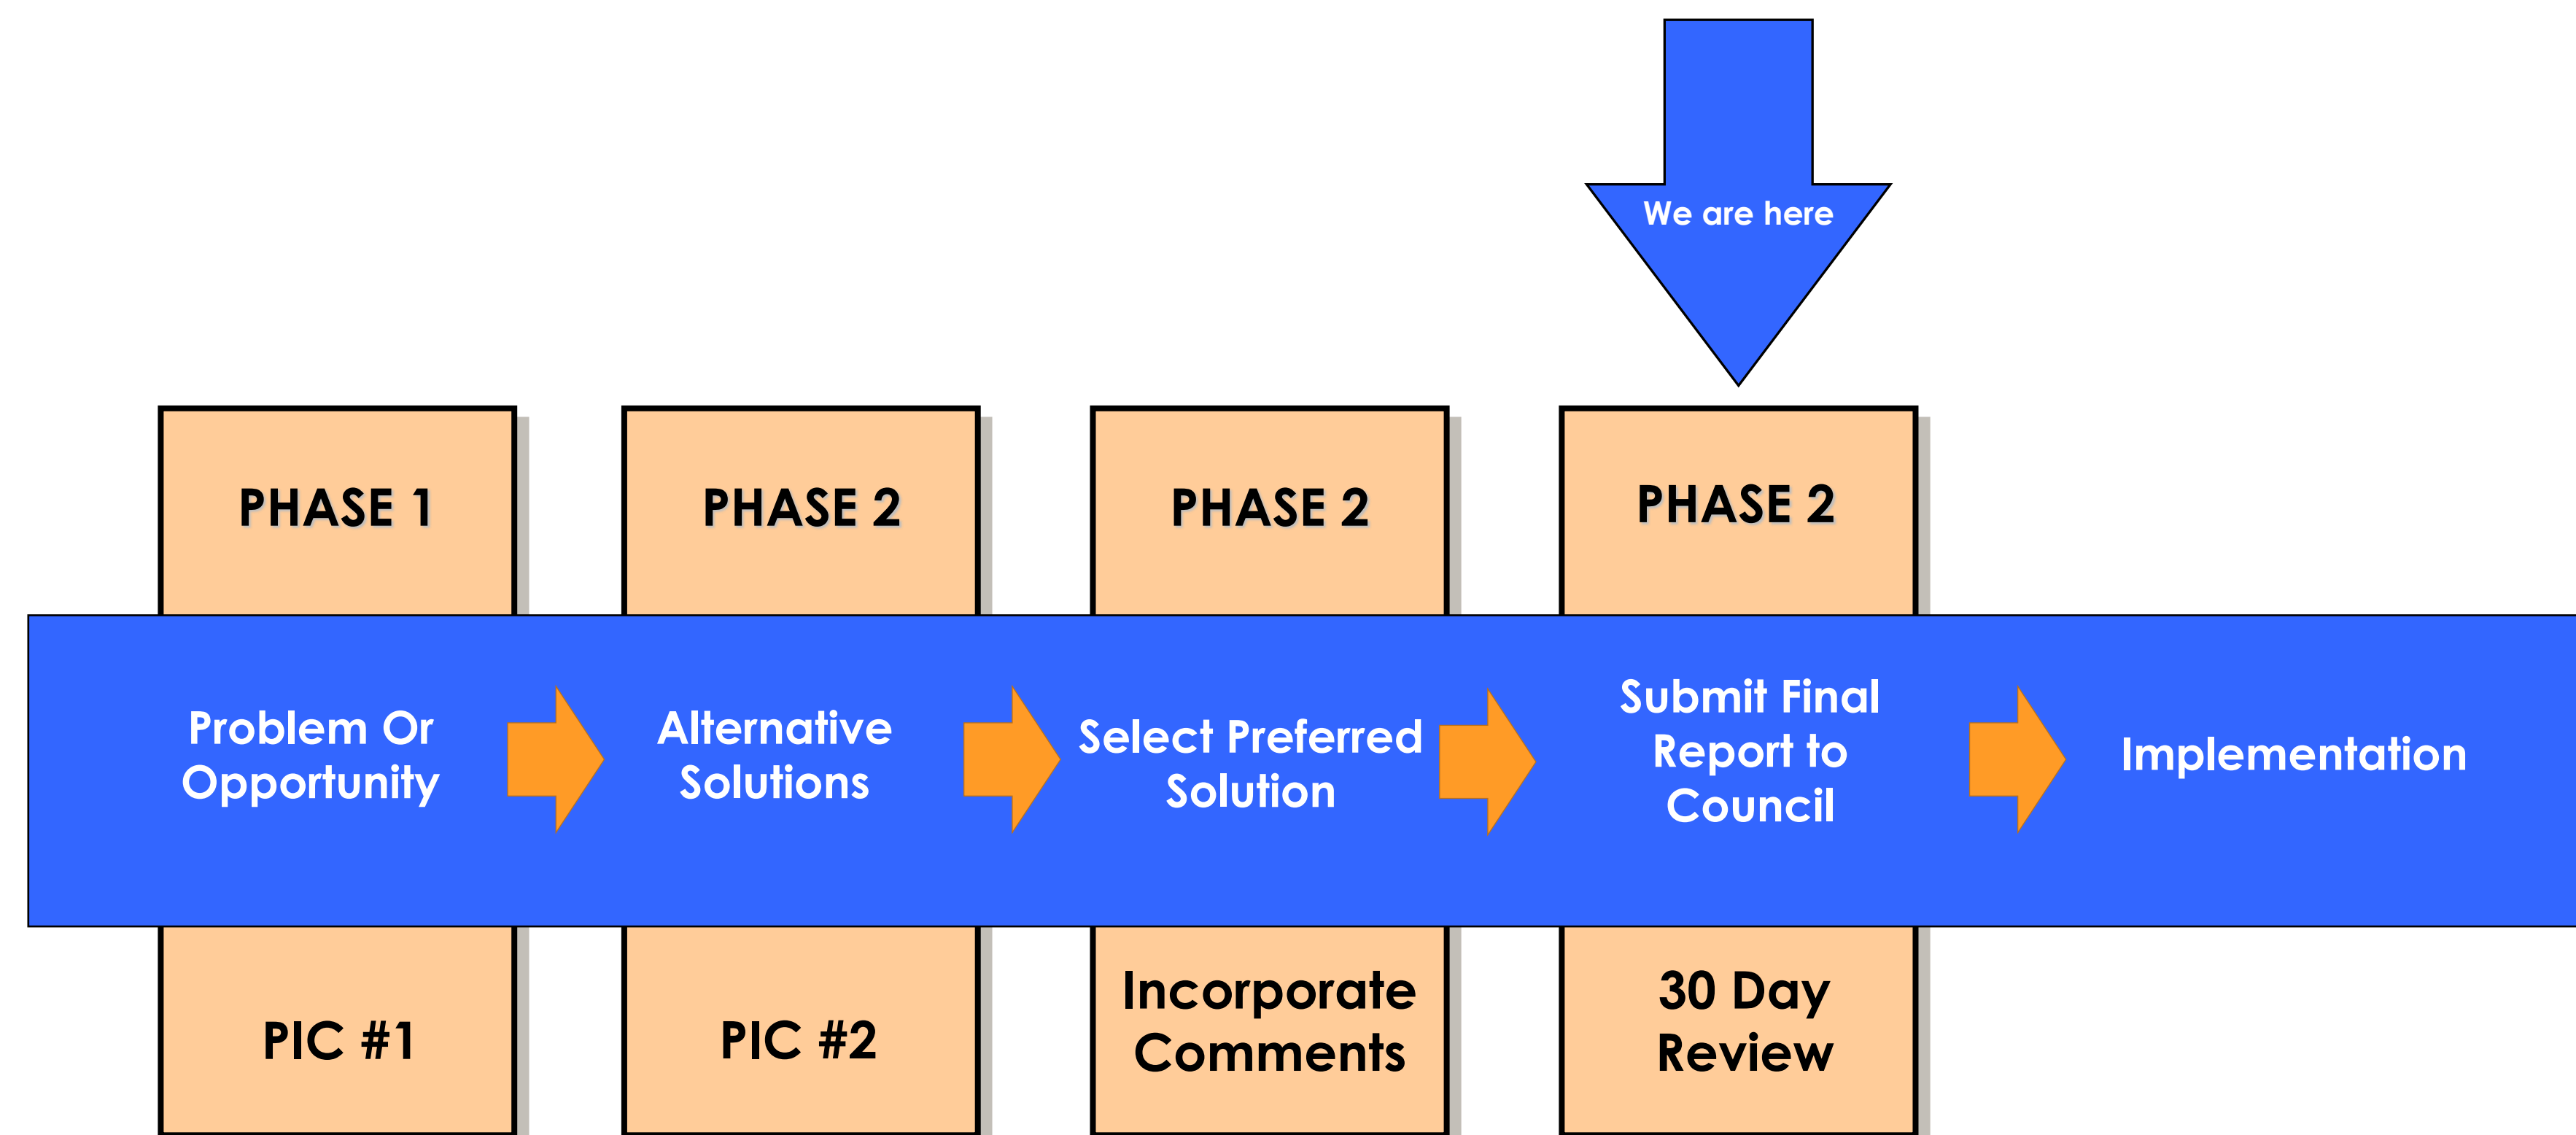 We are here
PHASE 1
PHASE 2
PHASE 2
PHASE 2
Problem Or
Opportunity
Alternative
Solutions
Select Preferred
Solution
Submit Final
Report to
Council
Implementation
PIC #1
PIC #2
Incorporate
Comments
30 Day
Review